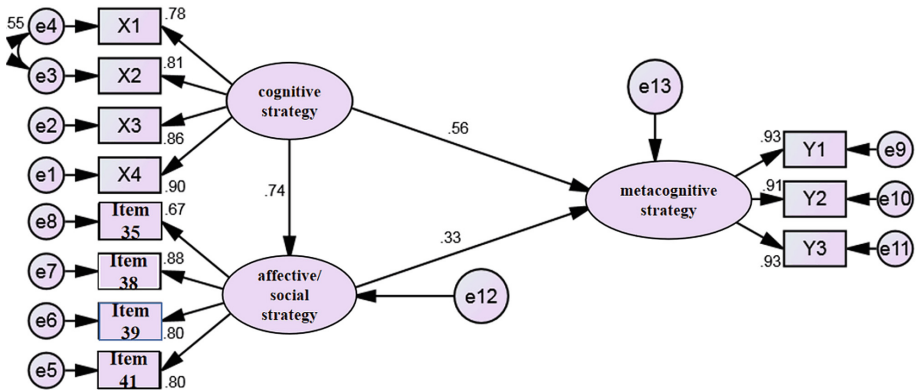 55
e4
X1
.78
e3
X2
.81
e2
X3
.86
e1
X4
.90
e8
Item
35
.67
e7
Item
38
.88
e6
Item
39
.80
e5
Item
41
.80
cognitive
strategy
.74
affective/
social
strategy
.56
.33
e12
e13
metacognitive
strategy
.93
Y1
e9
.91
Y2
e10
.93
Y3
e11